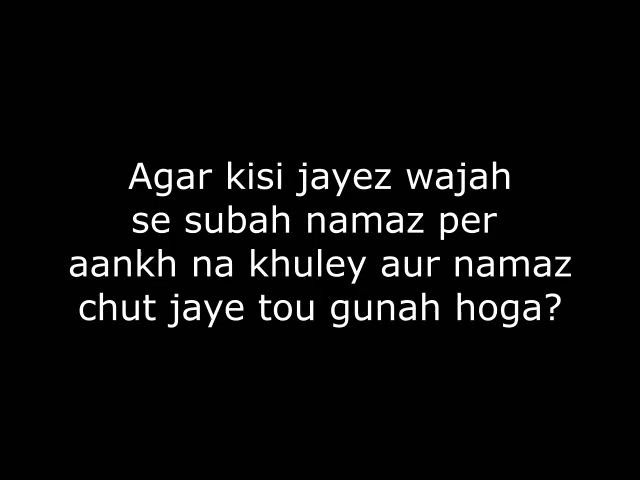 Agar kisi jayez wajah
se subah namaz per
aankh na khuley aur namaz
chut jaye tou gunah hoga?